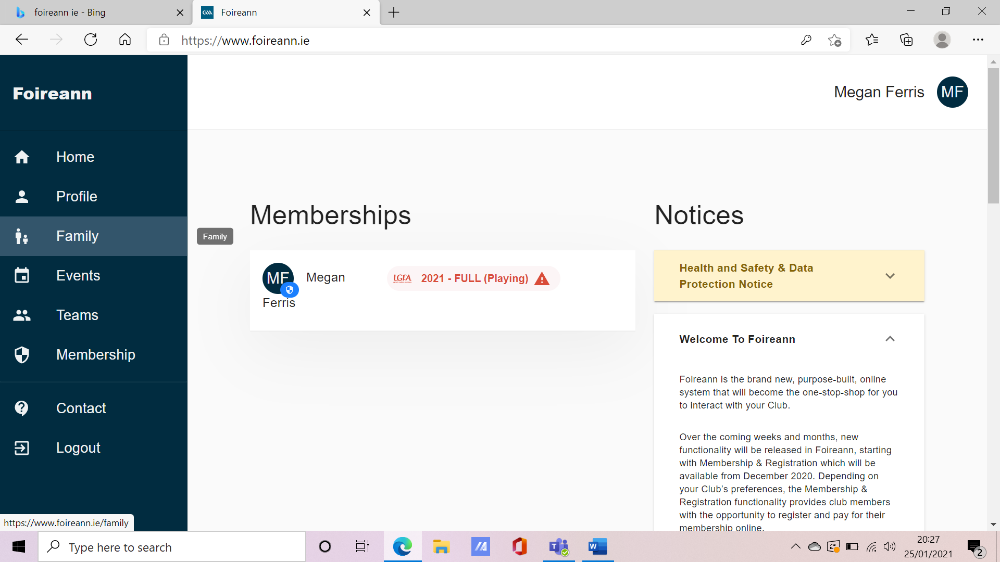 foireann ie - Bing
Foireann
https://www.foireann.ie
Foireann
Megan Ferris
MF
Home
Profile
Family
Events
Teams
Membership
Contact
Logout
Family
Memberships
MF
Megan
Ferris
LGFA
2021 - FULL (Playing)
Notices
Health and Safety & Data
Protection Notice
Welcome To Foireann
Foireann is the brand new, purpose-built, online
system that will become the one-stop-shop for you
to interact with your Club.
Over the coming weeks and months, new
functionality will be released in Foireann, starting
with Membership & Registration which will be
available from December 2020. Depending on
your Club’s preferences, the Membership &
Registration functionality provides club members
with the opportunity to register and pay for their
membership online.
https://www.foireann.ie/family
Type here to search
20:27
25/01/2021
2